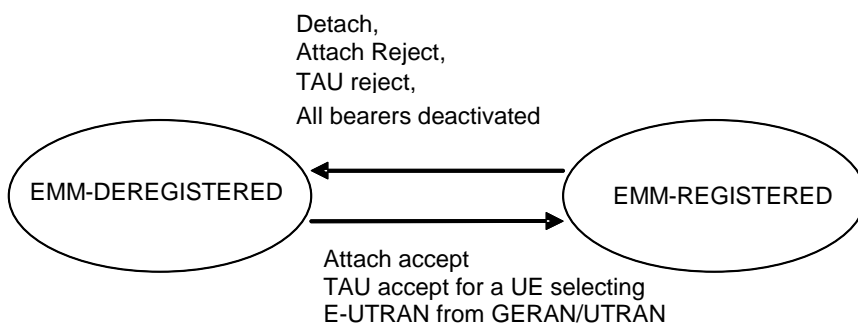 Detach,
Attach Reject,
TAU reject,
All bearers deactivated
EMM-DEREGISTERED
EMM-REGISTERED
Attach accept
TAU accept for a UE selecting
E-UTRAN from GERAN/UTRAN